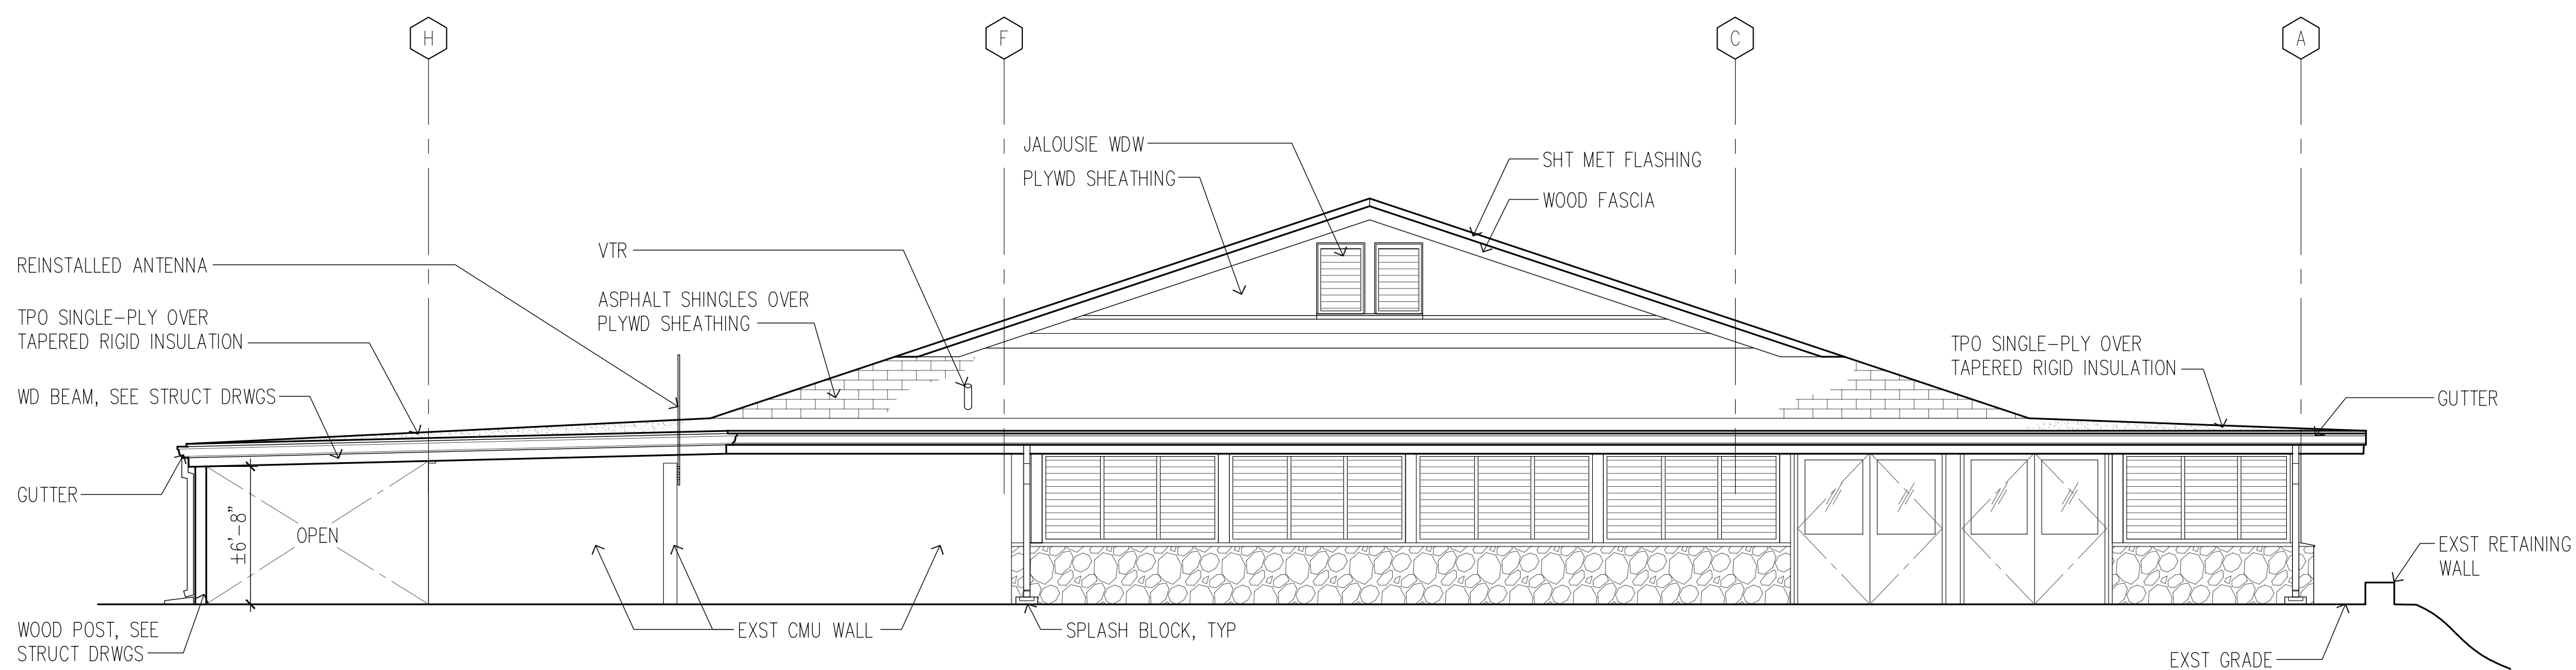 H
F
C
A
JALOUSIE WDW
PLYWD SHEATHING
SHT MET FLASHING
WOOD FASCIA
REINSTALLED ANTENNA
VTR
ASPHALT SHINGLES OVER
PLYWD SHEATHING
TPO SINGLE-PLY OVER
TAPERED RIGID INSULATION
WD BEAM, SEE STRUCT DRWGS
TPO SINGLE-PLY OVER
TAPERED RIGID INSULATION
GUTTER
GUTTER
±6'-8"
OPEN
EXST RETAINING
WALL
WOOD POST, SEE
STRUCT DRWGS
EXST CMU WALL
SPLASH BLOCK, TYP
EXST GRADE